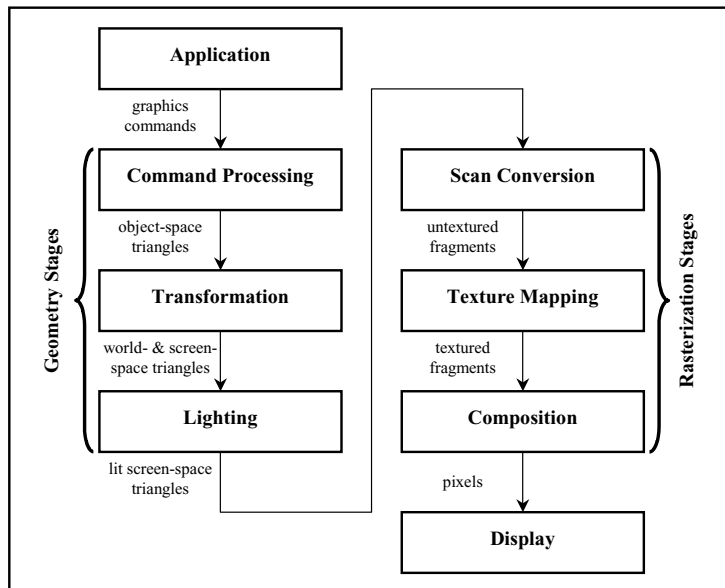 Application
graphics
commands
Geometry Stages
Command Processing
object-space
triangles
Transformation
world- & screen-
space triangles
Lighting
lit screen-space
triangles
Scan Conversion
untextured
fragments
Texture Mapping
textured
fragments
Composition
pixels
Display
Rasterization Stages